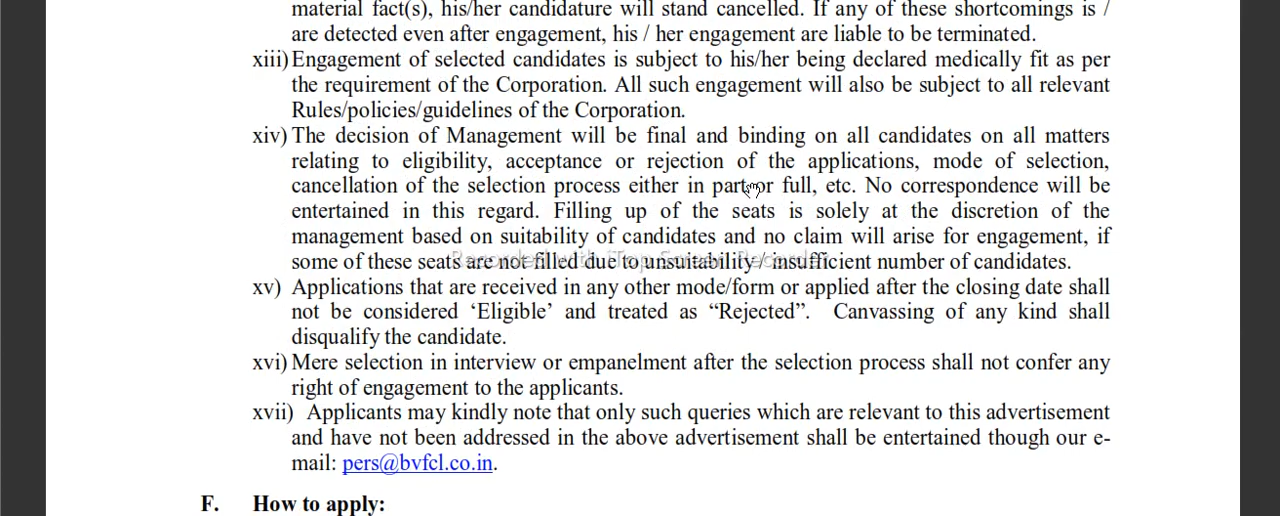 material fact(s), his/her candidature will stand cancelled. If any of these shortcomings is /
are detected even after engagement, his / her engagement are liable to be terminated.
xiii) Engagement of selected candidates is subject to his/her being declared medically fit as per
the requirement of the Corporation. All such engagement will also be subject to all relevant
Rules/policies/guidelines of the Corporation.
xiv) The decision of Management will be final and binding on all candidates on all matters
relating to eligibility, acceptance or rejection of the applications, mode of selection,
cancellation of the selection process either in part or full, etc. No correspondence will be
entertained in this regard. Filling up of the seats is solely at the discretion of the
management based on suitability of candidates and no claim will arise for engagement, if
some of these seats are not filled due to unsuitability / insufficient number of candidates.
Recorded with iTop Screen Recorder
xv) Applications that are received in any other mode/form or applied after the closing date shall
not be considered ‘Eligible’ and treated as “Rejected”. Canvassing of any kind shall
disqualify the candidate.
xvi) Mere selection in interview or empanelment after the selection process shall not confer any
right of engagement to the applicants.
xvii) Applicants may kindly note that only such queries which are relevant to this advertisement
and have not been addressed in the above advertisement shall be entertained though our e-
mail: pers@bvfcl.co.in.
F. How to apply: